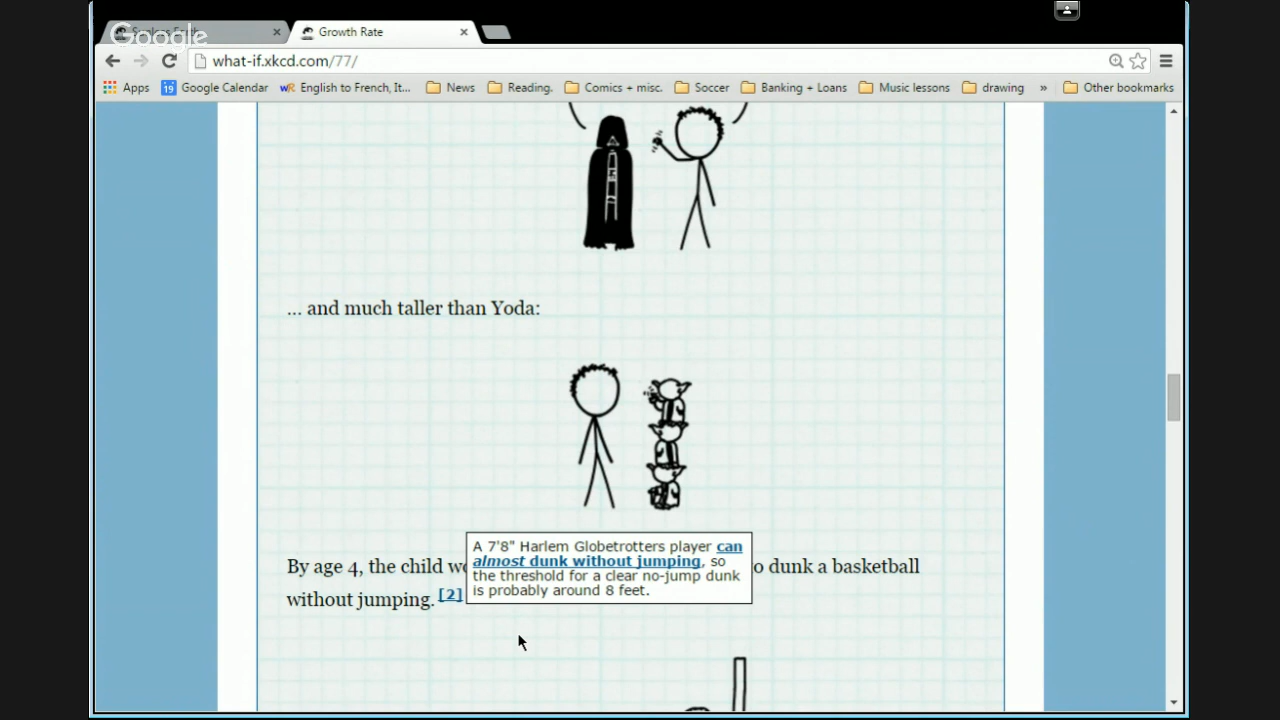 Google
Growth Rate
what-if.xkcd.com/77/
Apps
19 Google Calendar
wR English to French, It...
News
Reading.
Comics + misc.
Soccer
Banking + Loans
Music lessons
drawing
»
Other bookmarks
... and much taller than Yoda:
A 7'8" Harlem Globetrotters player can
almost dunk without jumping, so
the threshold for a clear no-jump dunk
is probably around 8 feet.
By age 4, the child o dunk a basketball
without jumping. [2]